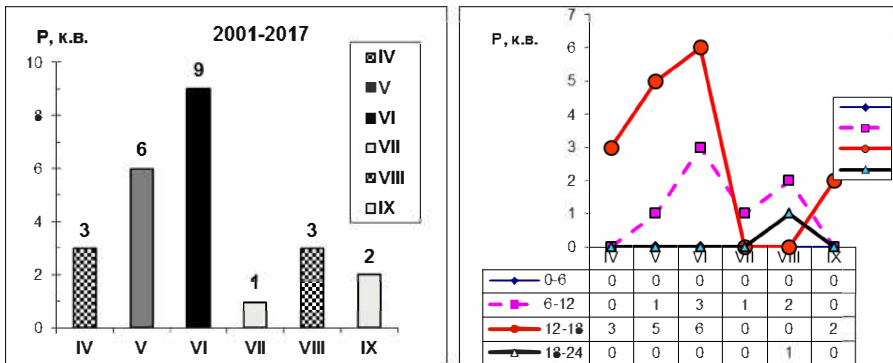 Р, к.в.
2001-2017
10
8
6
4
2
0
3
6
9
1
3
2
IV
V
VI
VII
VIII
IX
IV
V
VI
VII
VIII
IX
Р, к.в.
7
6
5
4
3
2
1
0
IV V VI VII VIII IX
0-6 0 0 0 0 0 0
6-12 0 1 3 1 2 0
12-18 3 5 6 0 0 2
18-24 0 0 0 0 1 0